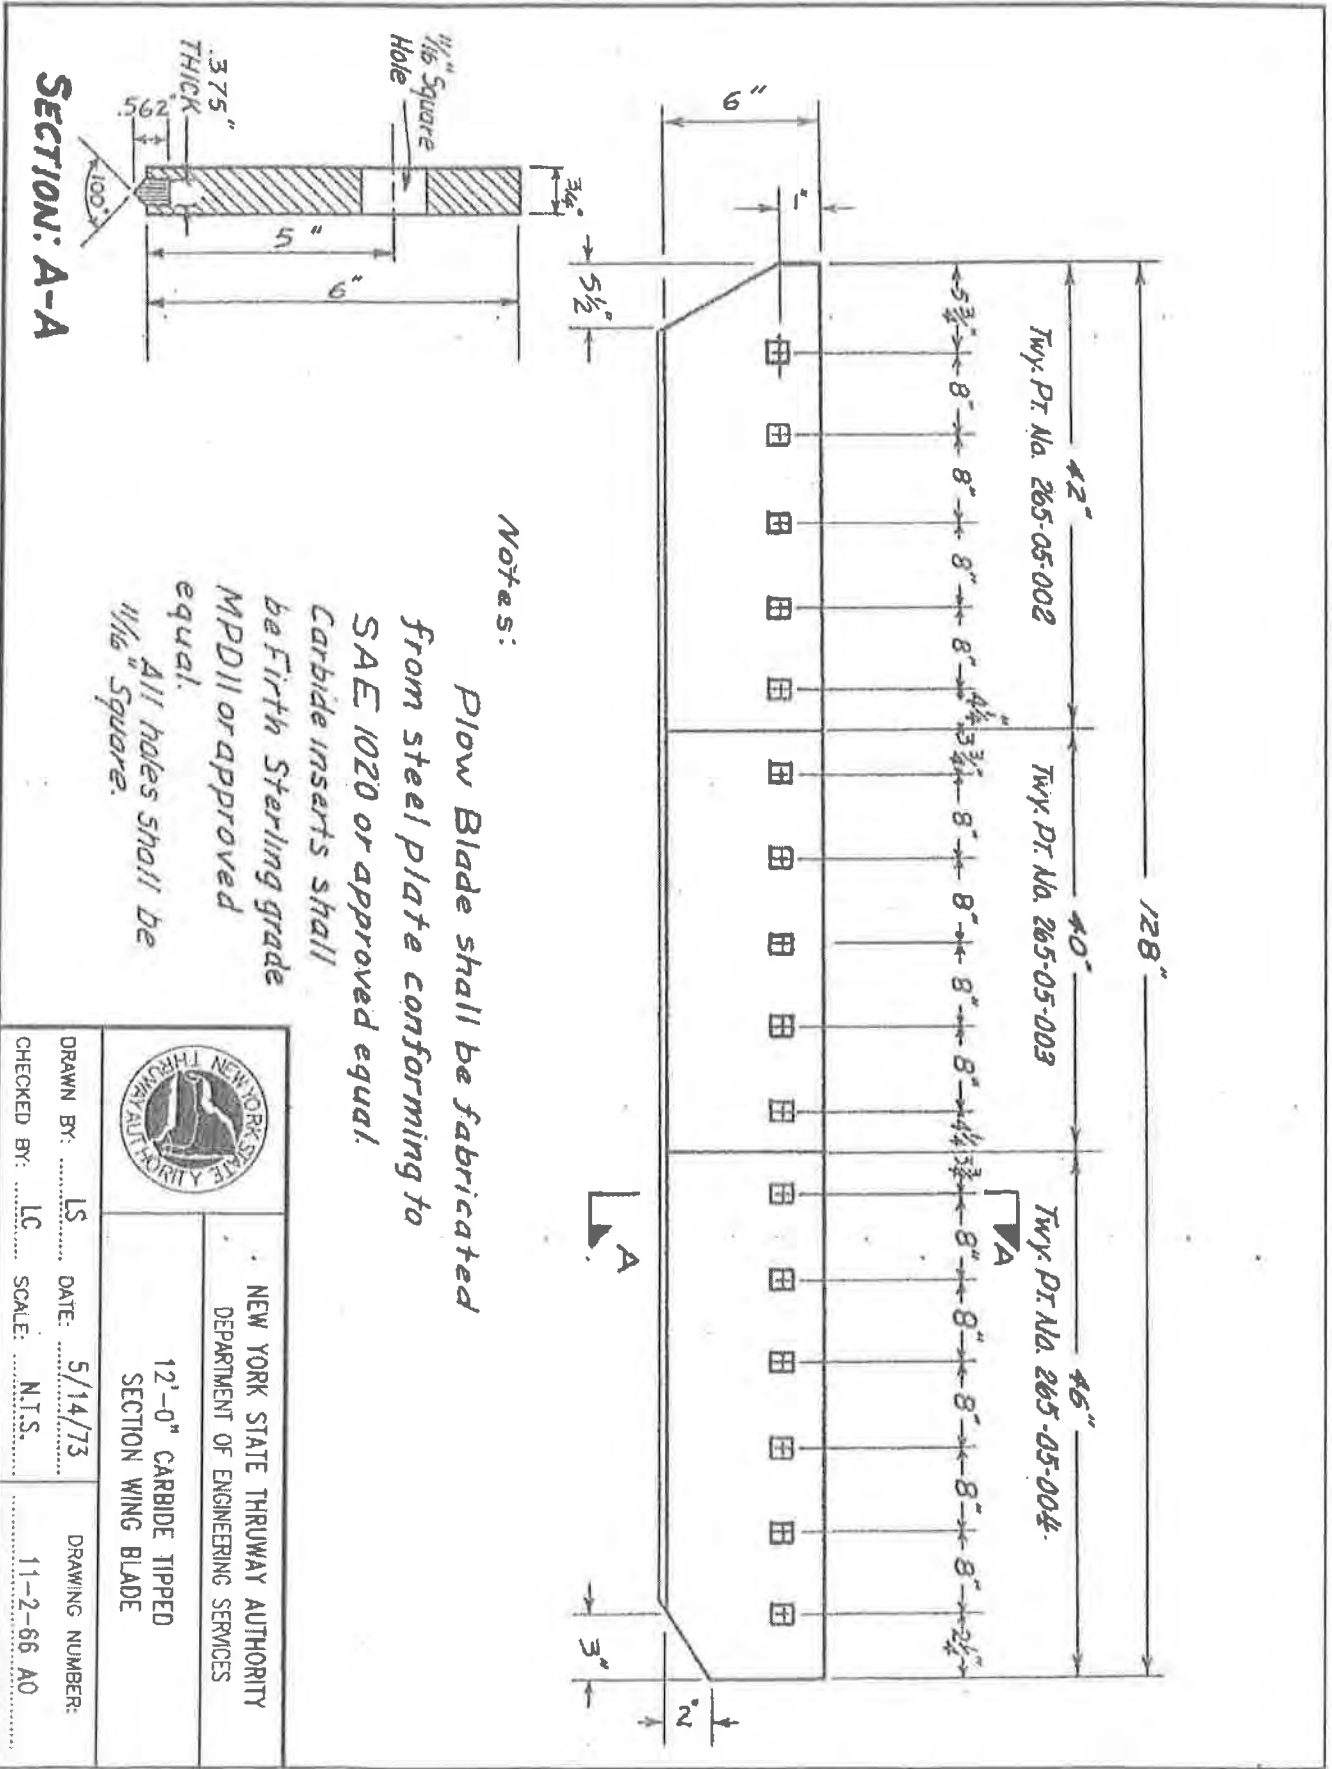 128"
42"
40"
46"
Twy. Pt. No. 265-05-002
Twy. Pt. No. 265-05-003
Twy. Pt. No. 265-05-004
5 3/4" 8" 8" 8" 8" 4 1/4" 3 3/4" 8" 8" 8" 8" 4 1/4" 3 3/4" 8" 8" 8" 8" 8" 2 1/4"
A
1"
6"
5 1/2"
A
3"
2"
3/4"
11/16" Square
Hole
5"
6"
.375"
THICK
.562"
100°
SECTION: A-A
Notes:
Plow Blade shall be fabricated
from steel plate conforming to
SAE 1020 or approved equal.
Carbide inserts shall
be Firth Sterling grade
MPD11 or approved
equal.
All holes shall be
11/16" Square.
NEW YORK STATE
THRUWAY AUTHORITY
NEW YORK STATE THRUWAY AUTHORITY
DEPARTMENT OF ENGINEERING SERVICES
12'-0" CARBIDE TIPPED
SECTION WING BLADE
DRAWN BY: LS DATE: 5/14/73
CHECKED BY: LC SCALE: N.T.S.
DRAWING NUMBER:
11-2-66 A0